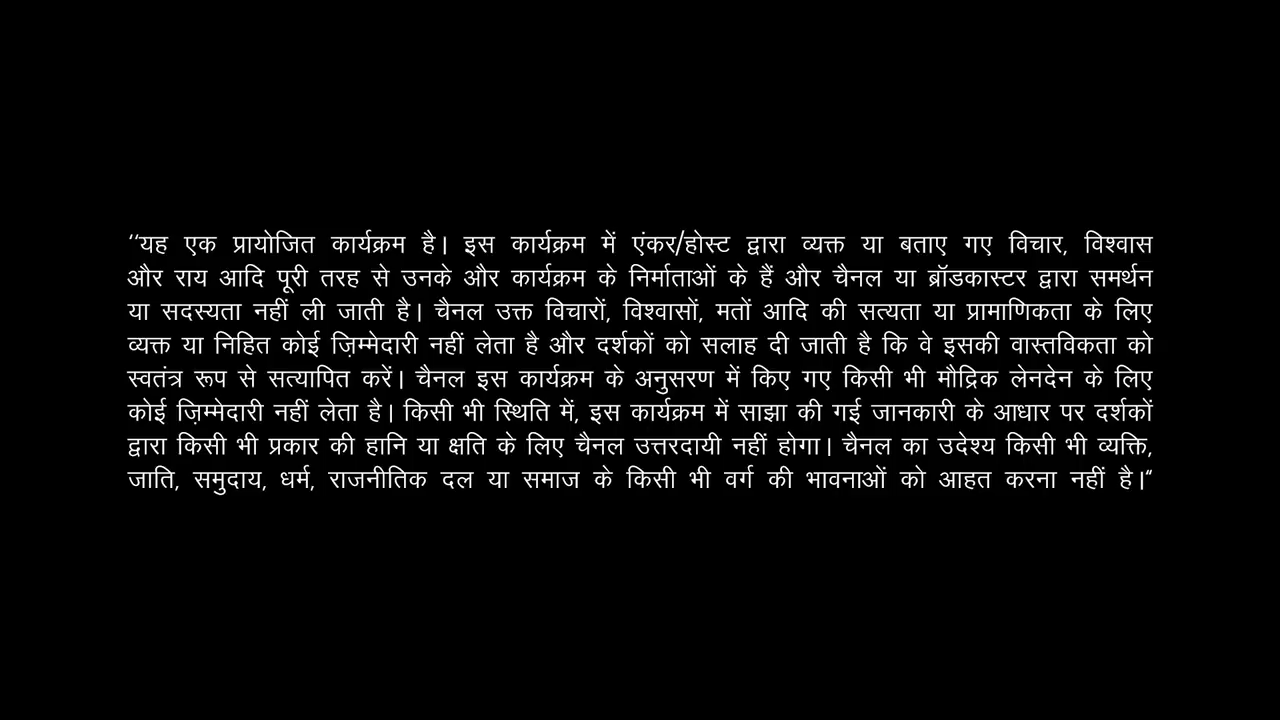 ‘‘यह एक प्रायोजित कार्यक्रम है। इस कार्यक्रम में एंकर/होस्ट द्वारा व्यक्त या बताए गए विचार, विश्वास
और राय आदि पूरी तरह से उनके और कार्यक्रम के निर्माताओं के हैं और चैनल या ब्रॉडकास्टर द्वारा समर्थन
या सदस्यता नहीं ली जाती है। चैनल उक्त विचारों, विश्वासों, मतों आदि की सत्यता या प्रामाणिकता के लिए
व्यक्त या निहित कोई ज़िम्मेदारी नहीं लेता है और दर्शकों को सलाह दी जाती है कि वे इसकी वास्तविकता को
स्वतंत्र रूप से सत्यापित करें। चैनल इस कार्यक्रम के अनुसरण में किए गए किसी भी मौद्रिक लेनदेन के लिए
कोई ज़िम्मेदारी नहीं लेता है। किसी भी स्थिति में, इस कार्यक्रम में साझा की गई जानकारी के आधार पर दर्शकों
द्वारा किसी भी प्रकार की हानि या क्षति के लिए चैनल उत्तरदायी नहीं होगा। चैनल का उदेश्य किसी भी व्यक्ति,
जाति, समुदाय, धर्म, राजनीतिक दल या समाज के किसी भी वर्ग की भावनाओं को आहत करना नहीं है।‘‘